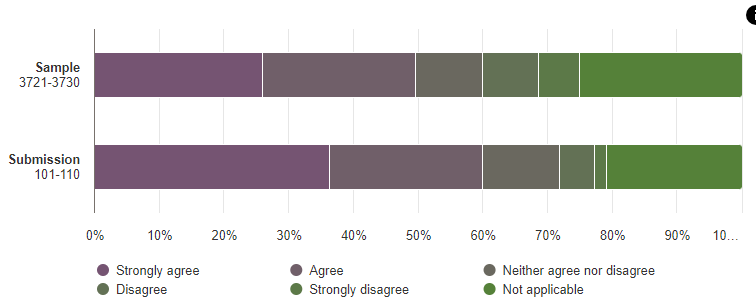 Sample
3721-3730
Submission
101-110
0% 10% 20% 30% 40% 50% 60% 70% 80% 90% 10...
Strongly agree Agree Neither agree nor disagree
Disagree Strongly disagree Not applicable